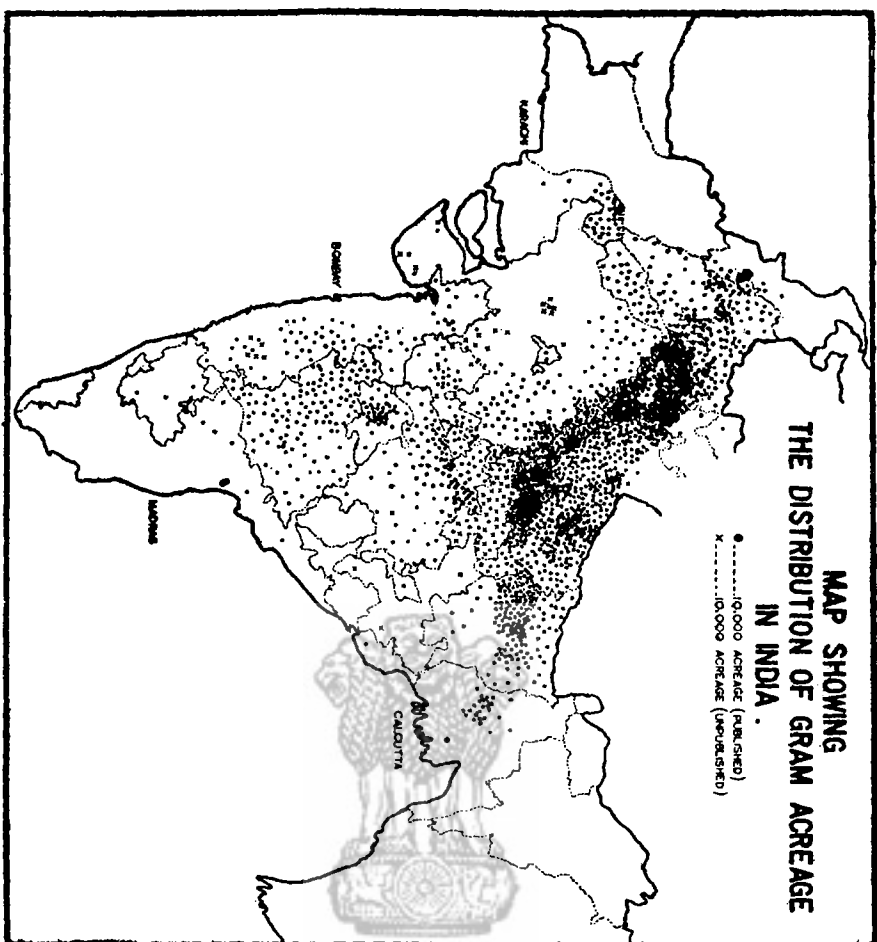 MAP SHOWING
THE DISTRIBUTION OF GRAM ACREAGE
IN INDIA.
●.......10,000 ACREAGE (PUBLISHED)
x.......10,000 ACREAGE (UNPUBLISHED)
KARACHI
BOMBAY
MADRAS
CALCUTTA